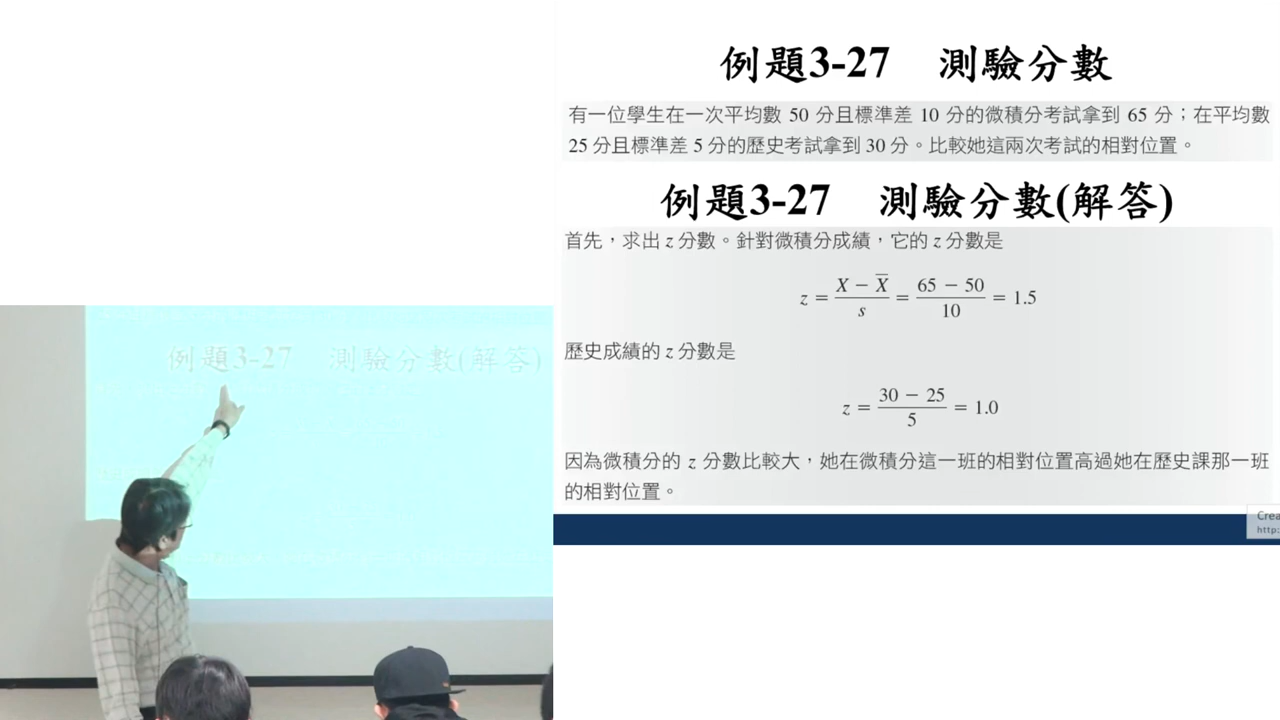 例題3-27 測驗分數
有一位學生在一次平均數 50 分且標準差 10 分的微積分考試拿到 65 分；在平均數
25 分且標準差 5 分的歷史考試拿到 30 分。比較她這兩次考試的相對位置。
例題3-27 測驗分數(解答)
首先，求出 z 分數。針對微積分成績，它的 z 分數是
z = \frac{X - \overline{X}}{s} = \frac{65 - 50}{10} = 1.5
歷史成績的 z 分數是
z = \frac{30 - 25}{5} = 1.0
因為微積分的 z 分數比較大，她在微積分這一班的相對位置高過她在歷史課那一班
的相對位置。
Crea
http:
例題3-27 測驗分數(解答)